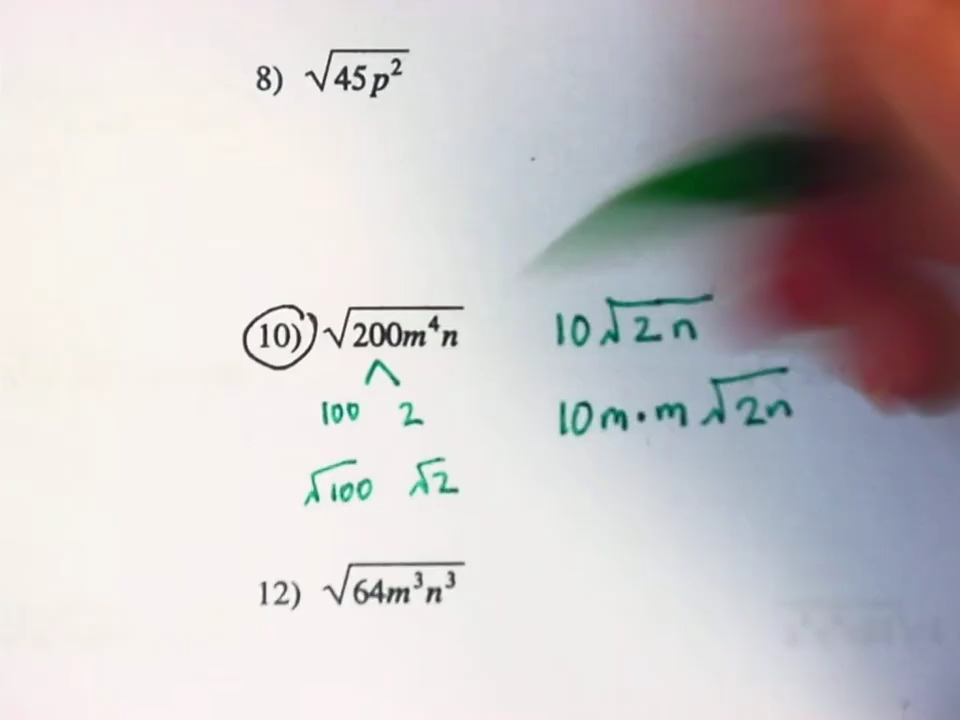 8) √45p²
10) √200m⁴n
10√2n
100 2
10m·m√2n
√100 √2
12) √64m³n³